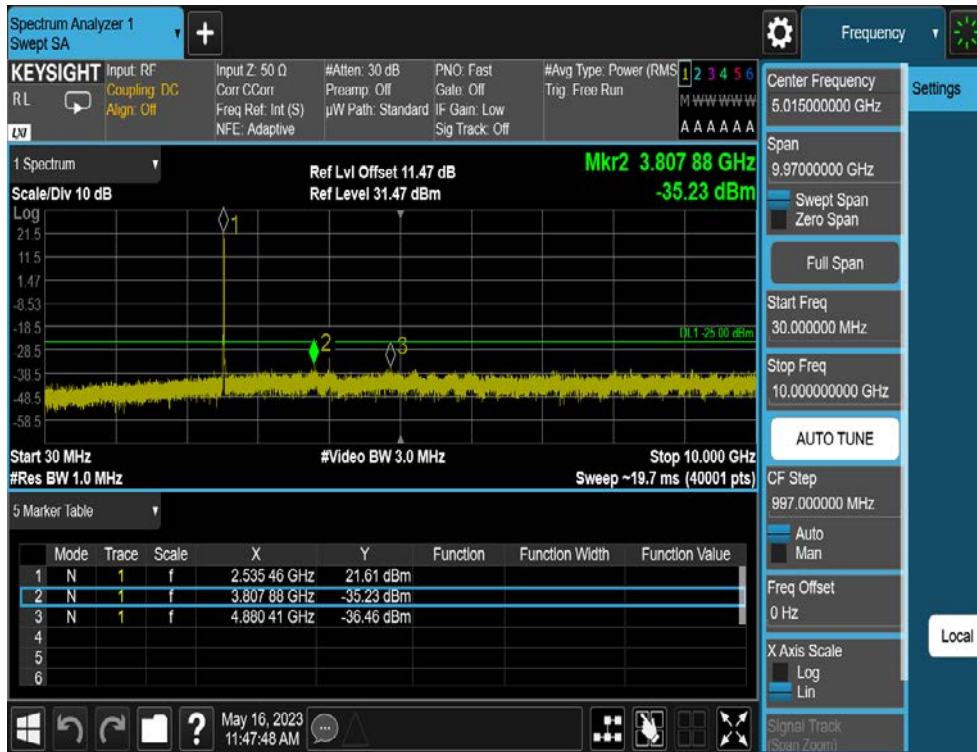 Spectrum Analyzer 1
Swept SA
+
Frequency
KEYSIGHT
RL
LXI
Input: RF
Coupling: DC
Align: Off
Input Z: 50 Ω
Corr CCorr
Freq Ref: Int (S)
NFE: Adaptive
#Atten: 30 dB
Preamp: Off
µW Path: Standard
PNO: Fast
Gate: Off
IF Gain: Low
Sig Track: Off
#Avg Type: Power (RMS
Trig: Free Run
1 2 3 4 5 6
M W W W W W
A A A A A A
1 Spectrum
Scale/Div 10 dB
Ref Lvl Offset 11.47 dB
Ref Level 31.47 dBm
Mkr2 3.807 88 GHz
-35.23 dBm
Log
21.5
11.5
1.47
-8.53
-18.5
-28.5
-38.5
-48.5
-58.5
1
2
3
DL1 -25.00 dBm
Start 30 MHz
#Res BW 1.0 MHz
#Video BW 3.0 MHz
Stop 10.000 GHz
Sweep ~19.7 ms (40001 pts)
5 Marker Table
Mode Trace Scale X Y Function Function Width Function Value
1 N 1 f 2.535 46 GHz 21.61 dBm
2 N 1 f 3.807 88 GHz -35.23 dBm
3 N 1 f 4.880 41 GHz -36.46 dBm
4
5
6
Center Frequency
5.015000000 GHz
Span
9.97000000 GHz
Swept Span
Zero Span
Full Span
Start Freq
30.000000 MHz
Stop Freq
10.000000000 GHz
AUTO TUNE
CF Step
997.000000 MHz
Auto
Man
Freq Offset
0 Hz
X Axis Scale
Log
Lin
Signal Track
(Span Zoom)
Settings
Local
?
May 16, 2023
11:47:48 AM